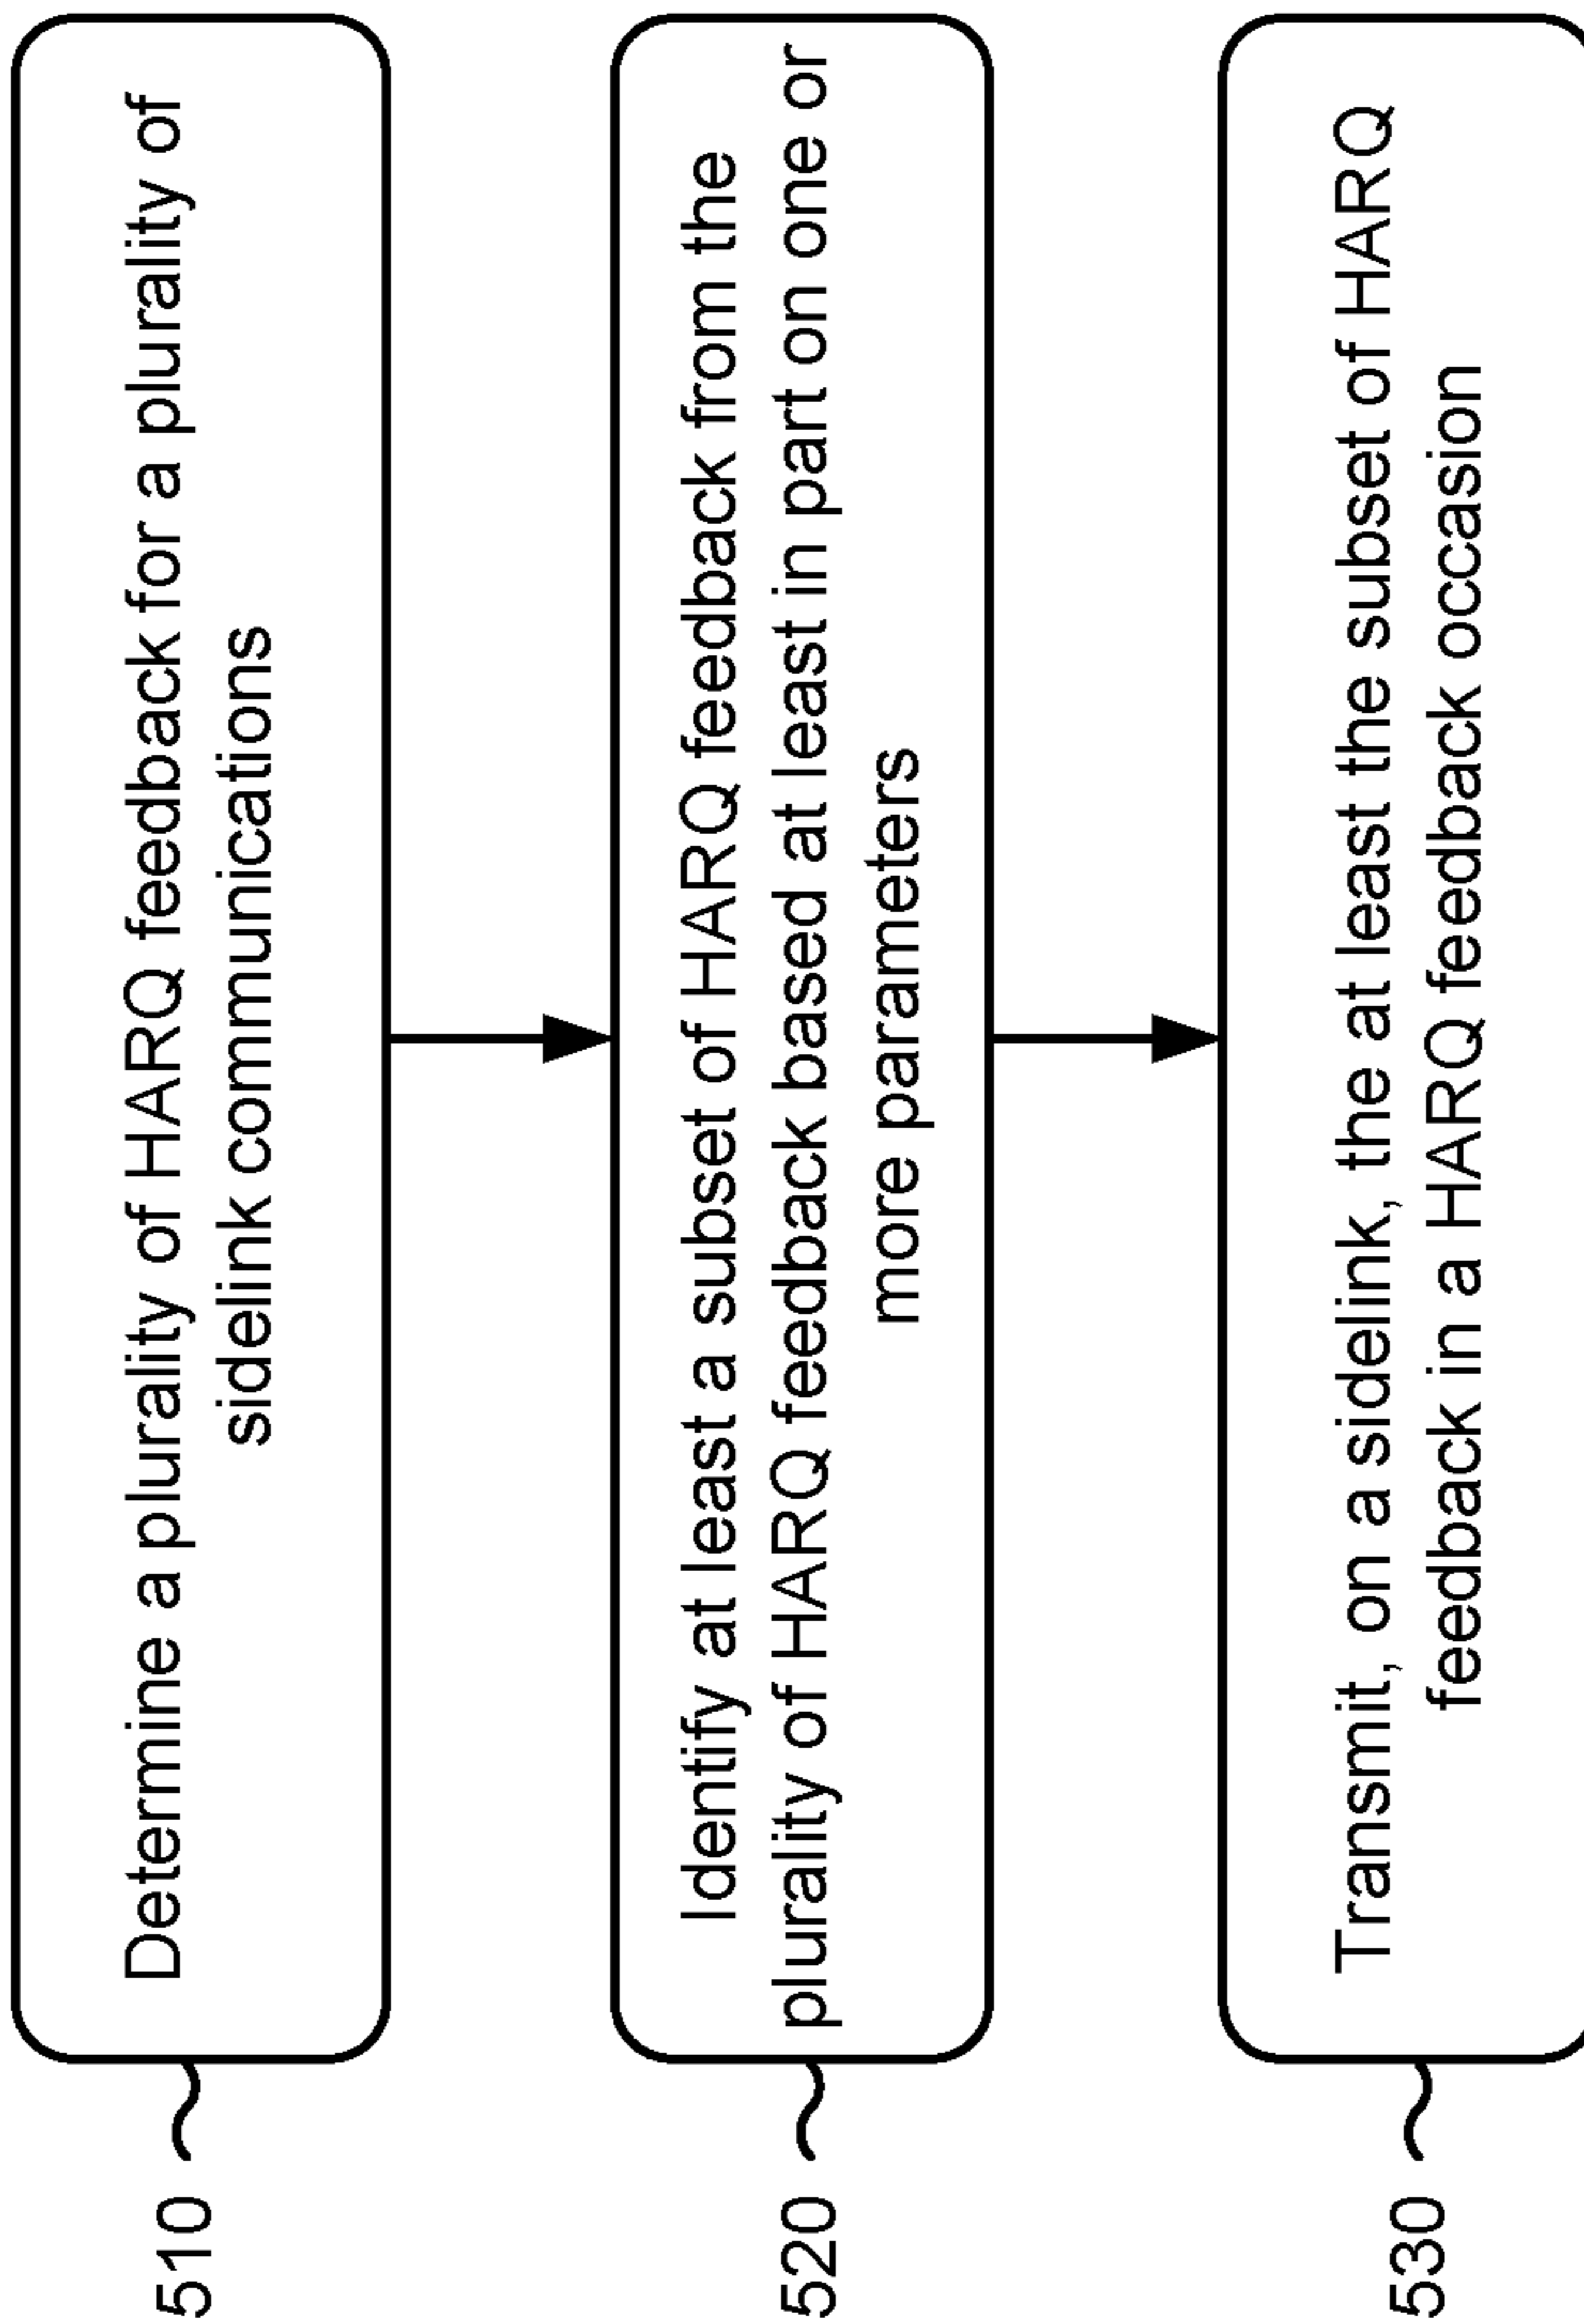 510
Determine a plurality of HARQ feedback for a plurality of
sidelink communications
520
Identify at least a subset of HARQ feedback from the
plurality of HARQ feedback based at least in part on one or
more parameters
530
Transmit, on a sidelink, the at least the subset of HARQ
feedback in a HARQ feedback occasion